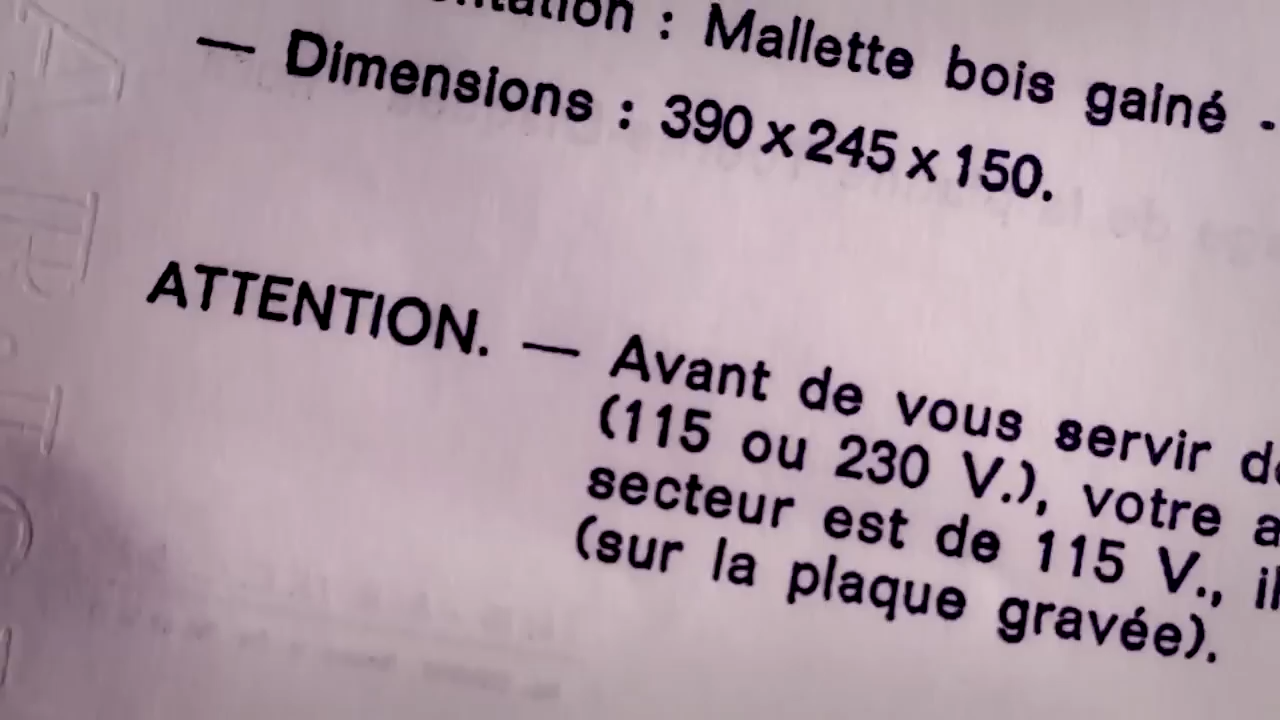 : Mallette bois gainé -
— Dimensions : 390 x 245 x 150.
ATTENTION. — Avant de vous servir
(115 ou 230 V.), votre
secteur est de 115 V.,
(sur la plaque gravée).